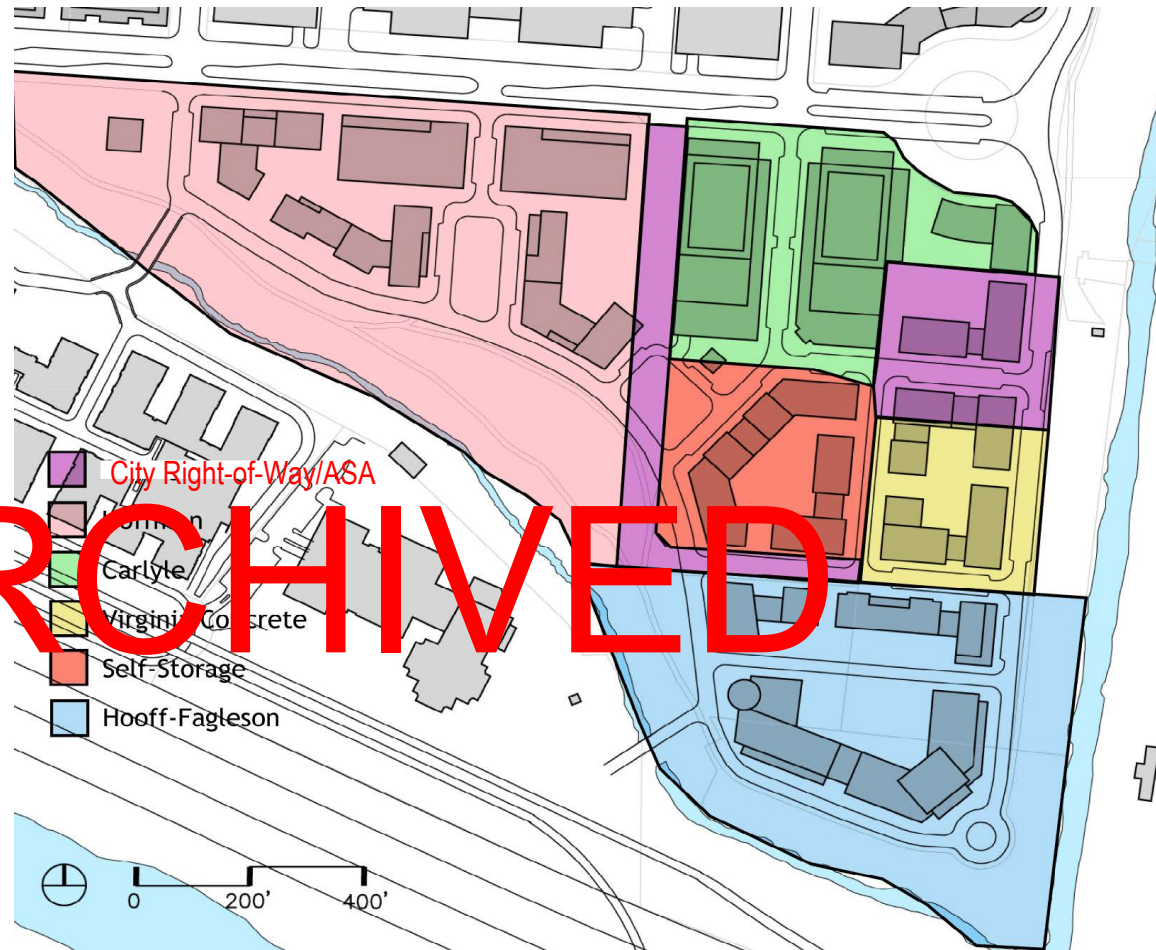 City Right-of-Way/ASA
Carlyle
Virginia Concrete
Self-Storage
Hooff-Fagleson
RCHIVED
0 200' 400'